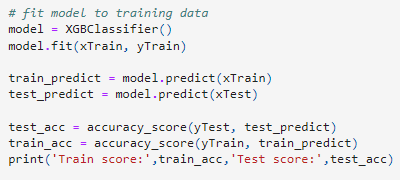 # fit model to training data
model = XGBClassifier()
model.fit(xTrain, yTrain)
train_predict = model.predict(xTrain)
test_predict = model.predict(xTest)
test_acc = accuracy_score(yTest, test_predict)
train_acc = accuracy_score(yTrain, train_predict)
print('Train score:',train_acc,'Test score:',test_acc)